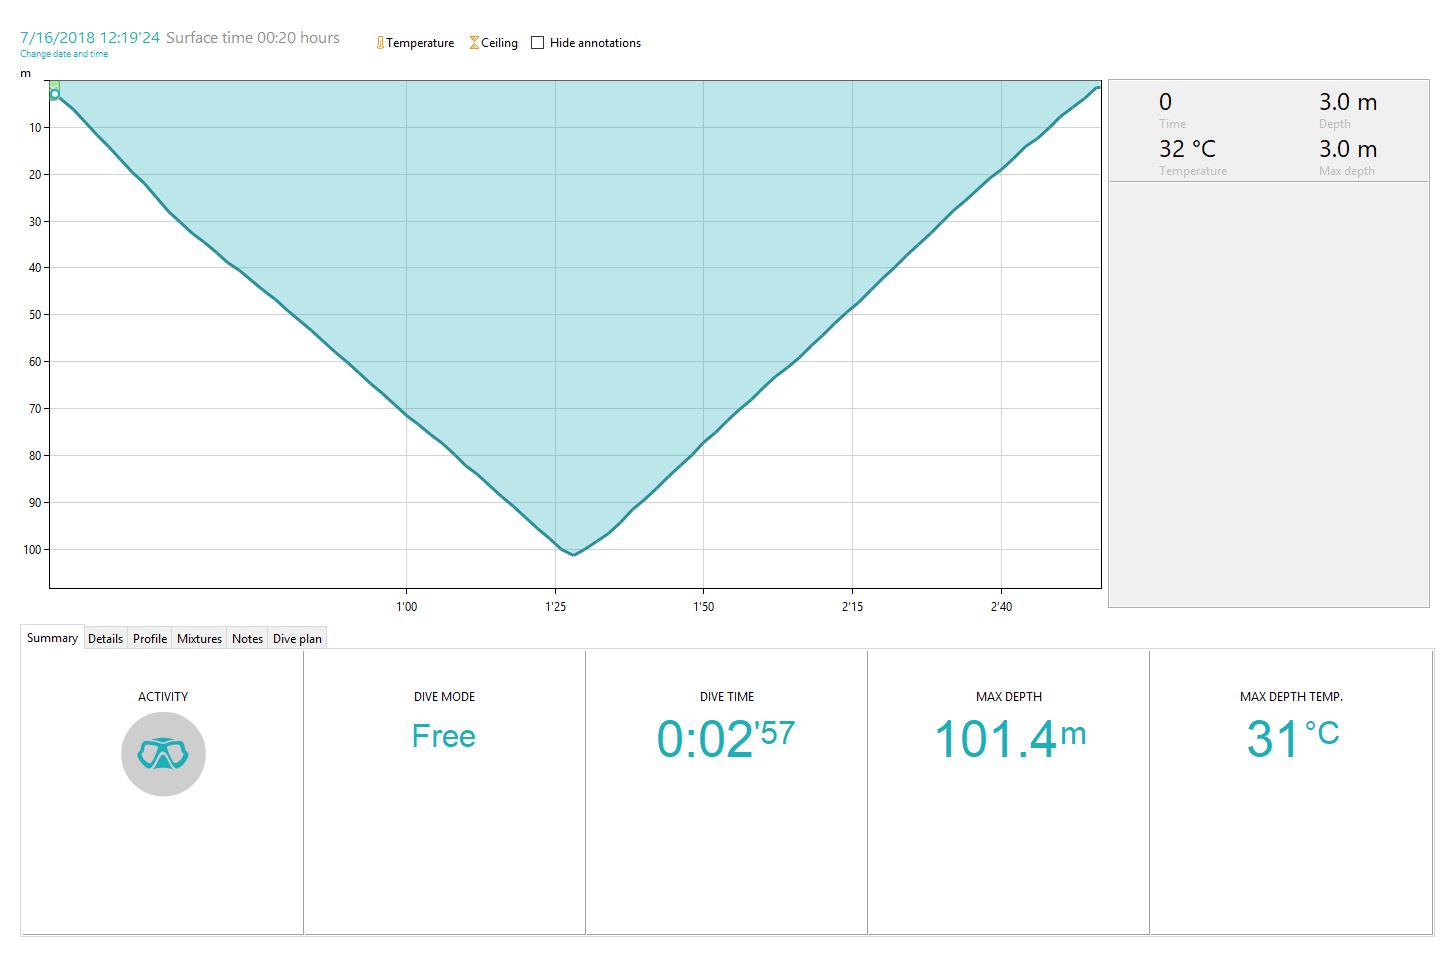 7/16/2018 12:19'24 Surface time 00:20 hours
Change date and time
Temperature Ceiling Hide annotations
m
10
20
30
40
50
60
70
80
90
100
1'00 1'25 1'50 2'15 2'40
0 3.0 m
Time Depth
32 °C 3.0 m
Temperature Max depth
Summary Details Profile Mixtures Notes Dive plan
ACTIVITY DIVE MODE DIVE TIME MAX DEPTH MAX DEPTH TEMP.
Free 0:02'57 101.4m 31°C